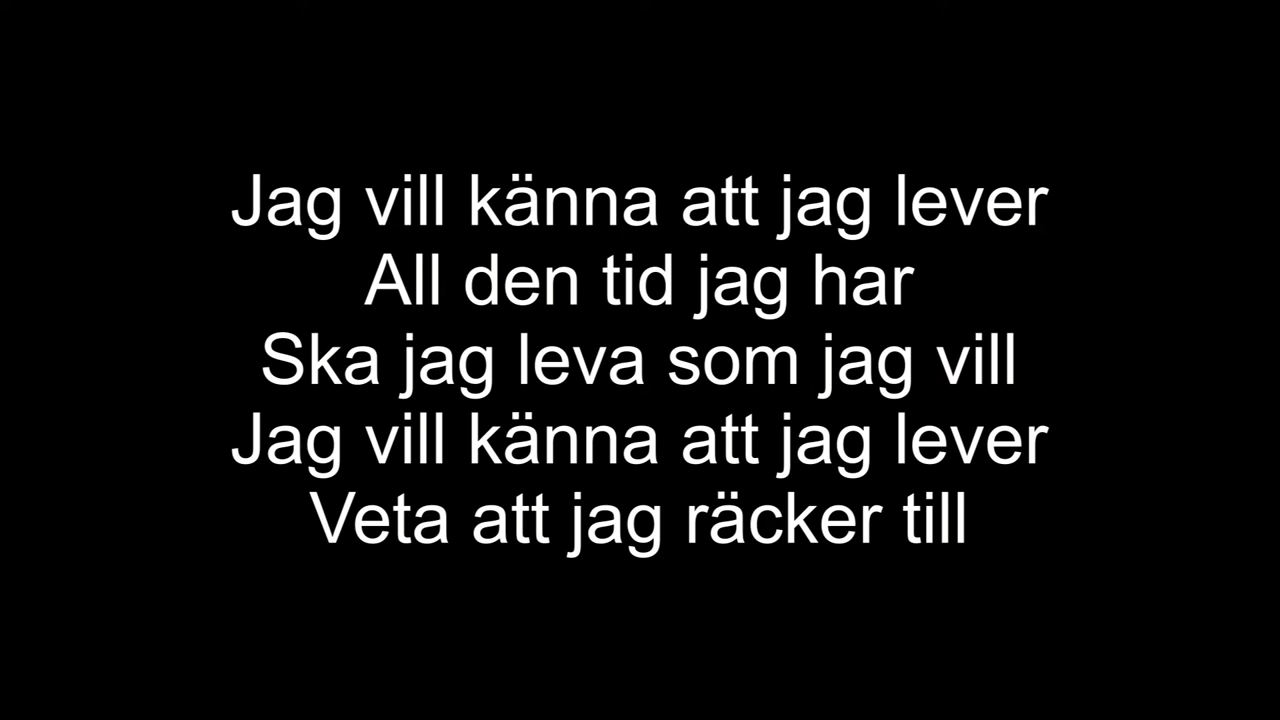 Jag vill känna att jag lever
All den tid jag har
Ska jag leva som jag vill
Jag vill känna att jag lever
Veta att jag räcker till